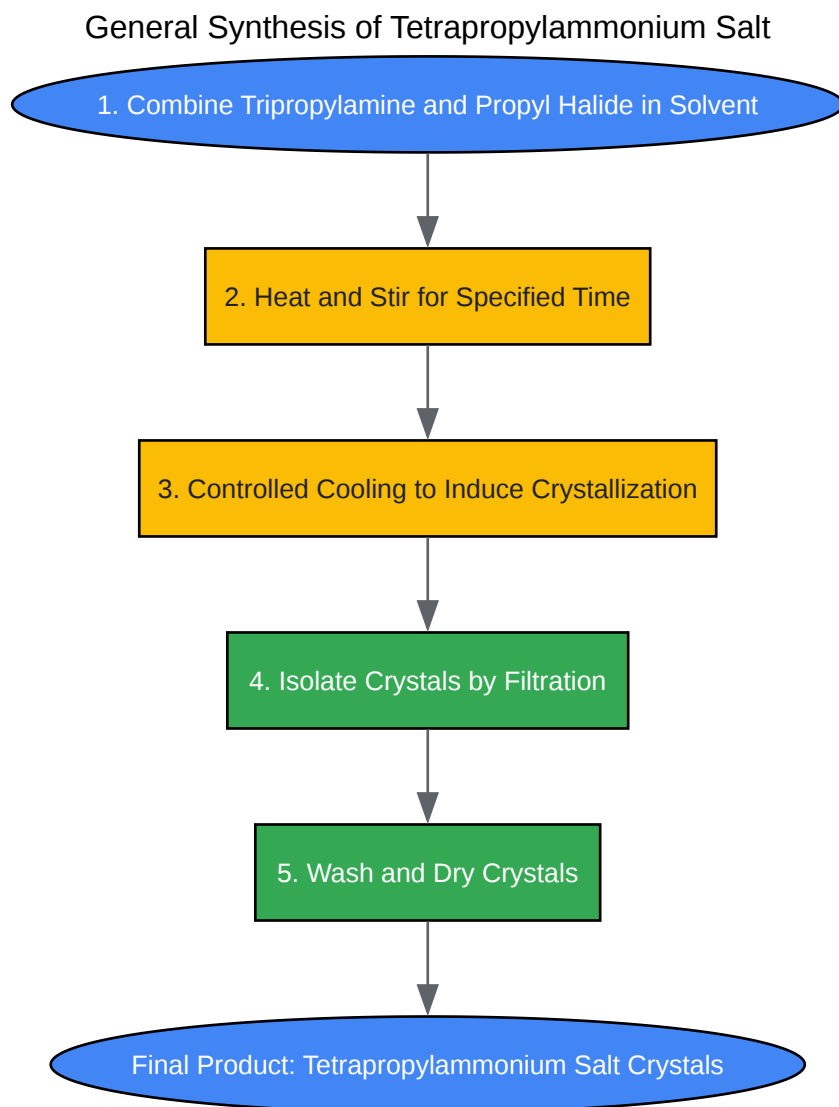 General Synthesis of Tetrapropylammonium Salt
1. Combine Tripropylamine and Propyl Halide in Solvent
2. Heat and Stir for Specified Time
3. Controlled Cooling to Induce Crystallization
4. Isolate Crystals by Filtration
5. Wash and Dry Crystals
Final Product: Tetrapropylammonium Salt Crystals